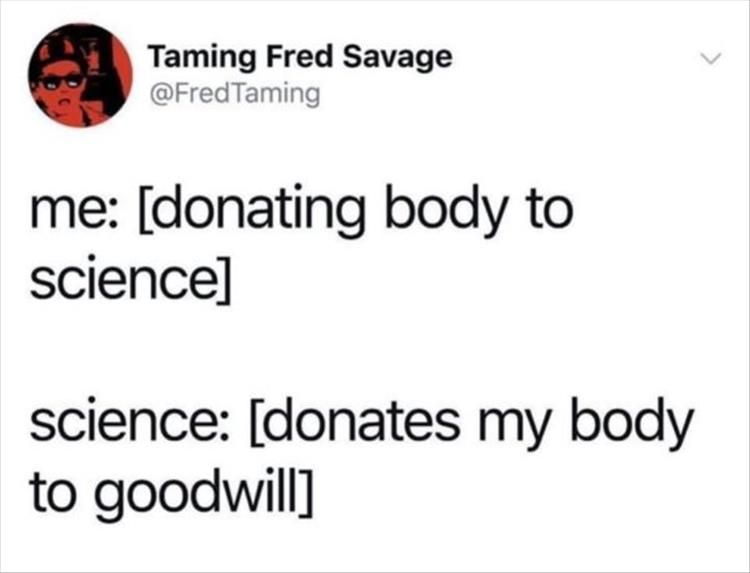 Taming Fred Savage
@FredTaming
me: [donating body to
science]
science: [donates my body
to goodwill]